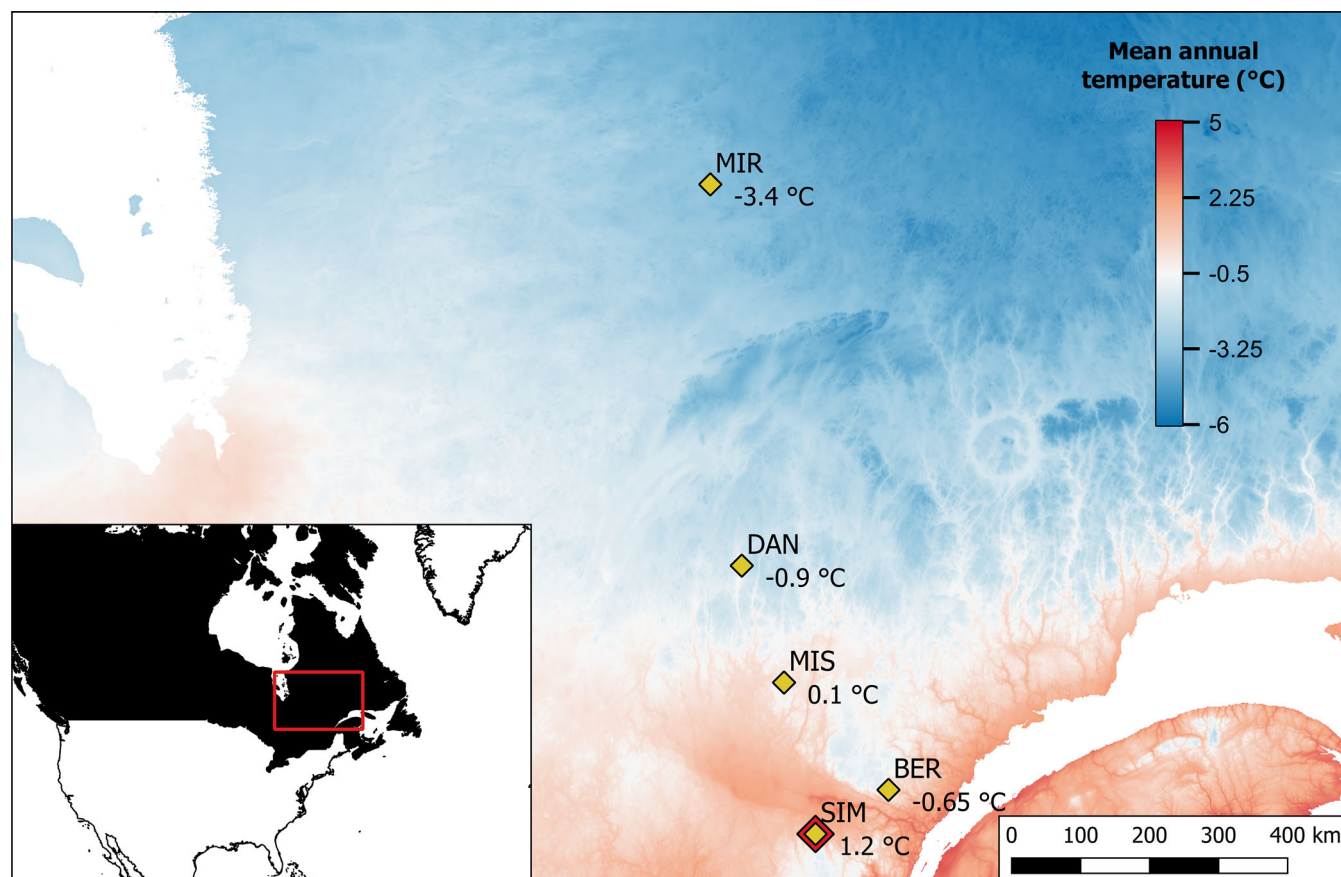 Mean annual
temperature (°C)
5
2.25
-0.5
-3.25
-6
MIR
-3.4 °C
DAN
-0.9 °C
MIS
0.1 °C
BER
-0.65 °C
SIM
1.2 °C
0 100 200 300 400 km